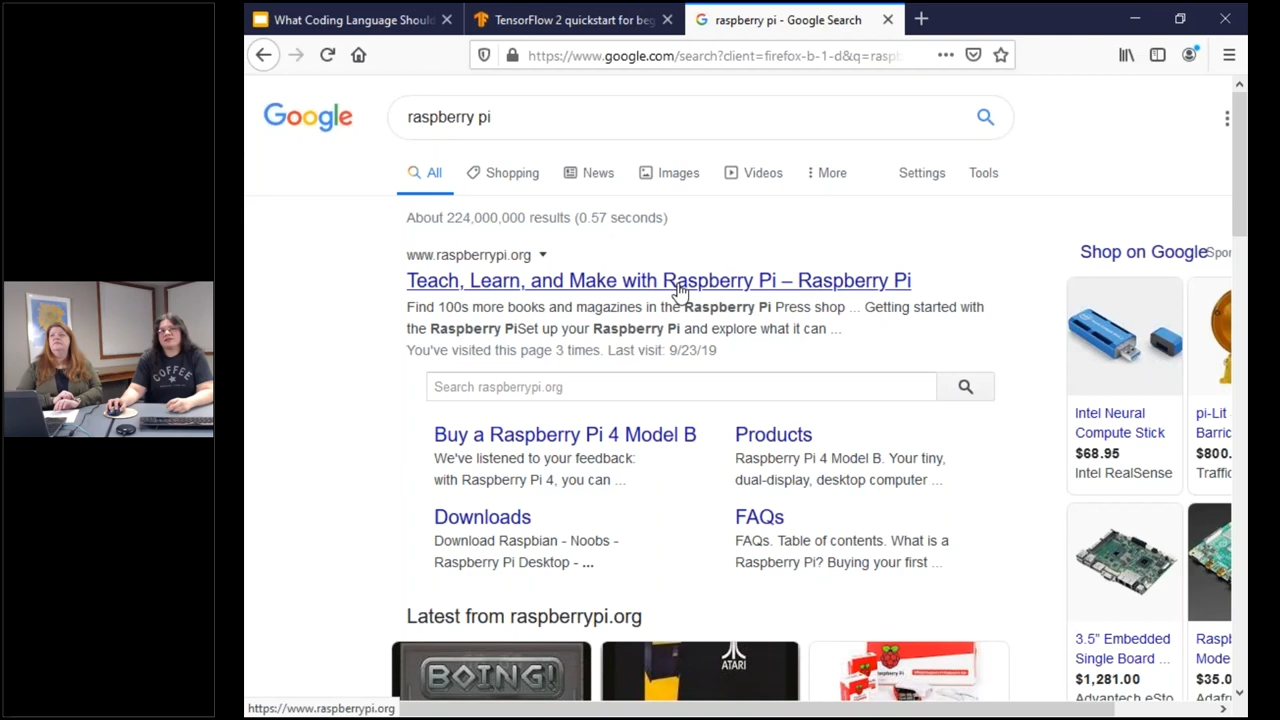 What Coding Language Shoul
TensorFlow 2 quickstart for beg
raspberry pi - Google Search
https://www.google.com/search?client=firefox-b-1-d&q=rasp
Google
raspberry pi
All
Shopping
News
Images
Videos
More
Settings
Tools
About 224,000,000 results (0.57 seconds)
www.raspberrypi.org
Teach, Learn, and Make with Raspberry Pi – Raspberry Pi
Find 100s more books and magazines in the Raspberry Pi Press shop ... Getting started with
the Raspberry PiSet up your Raspberry Pi and explore what it can ...
You've visited this page 3 times. Last visit: 9/23/19
Search raspberrypi.org
Buy a Raspberry Pi 4 Model B
We've listened to your feedback:
with Raspberry Pi 4, you can ...
Products
Raspberry Pi 4 Model B. Your tiny,
dual-display, desktop computer ...
Downloads
Download Raspbian - Noobs -
Raspberry Pi Desktop - ...
FAQs
FAQs. Table of contents. What is a
Raspberry Pi? Buying your first ...
Latest from raspberrypi.org
BOING!
ATARI
Raspberry Pi
Shop on Google
Spor
Intel Neural
Compute Stick
$68.95
Intel RealSense
pi-Lit
Barric
$800.
Traffic
3.5" Embedded
Single Board ...
$1,281.00
Advantech eSto
Raspb
Mode
$35.0
Adafr
https://www.raspberrypi.org
COFFEE